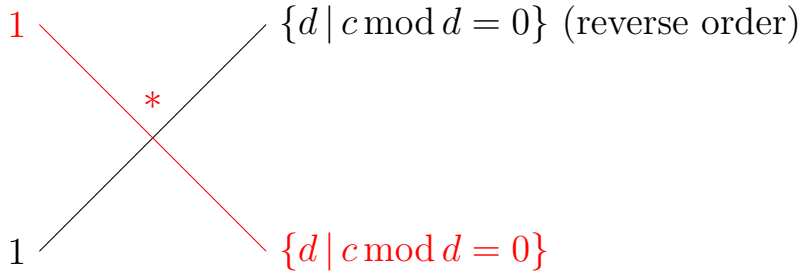 1 {d | c mod d = 0} (reverse order)
*
1 {d | c mod d = 0}